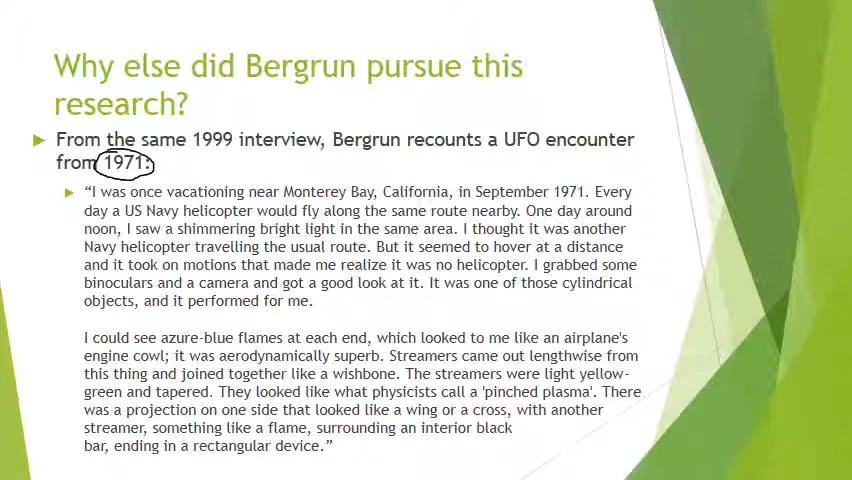 Why else did Bergrun pursue this
research?
From the same 1999 interview, Bergrun recounts a UFO encounter
from 1971:
“I was once vacationing near Monterey Bay, California, in September 1971. Every
day a US Navy helicopter would fly along the same route nearby. One day around
noon, I saw a shimmering bright light in the same area. I thought it was another
Navy helicopter travelling the usual route. But it seemed to hover at a distance
and it took on motions that made me realize it was no helicopter. I grabbed some
binoculars and a camera and got a good look at it. It was one of those cylindrical
objects, and it performed for me.
I could see azure-blue flames at each end, which looked to me like an airplane's
engine cowl; it was aerodynamically superb. Streamers came out lengthwise from
this thing and joined together like a wishbone. The streamers were light yellow-
green and tapered. They looked like what physicists call a 'pinched plasma'. There
was a projection on one side that looked like a wing or a cross, with another
streamer, something like a flame, surrounding an interior black
bar, ending in a rectangular device.”